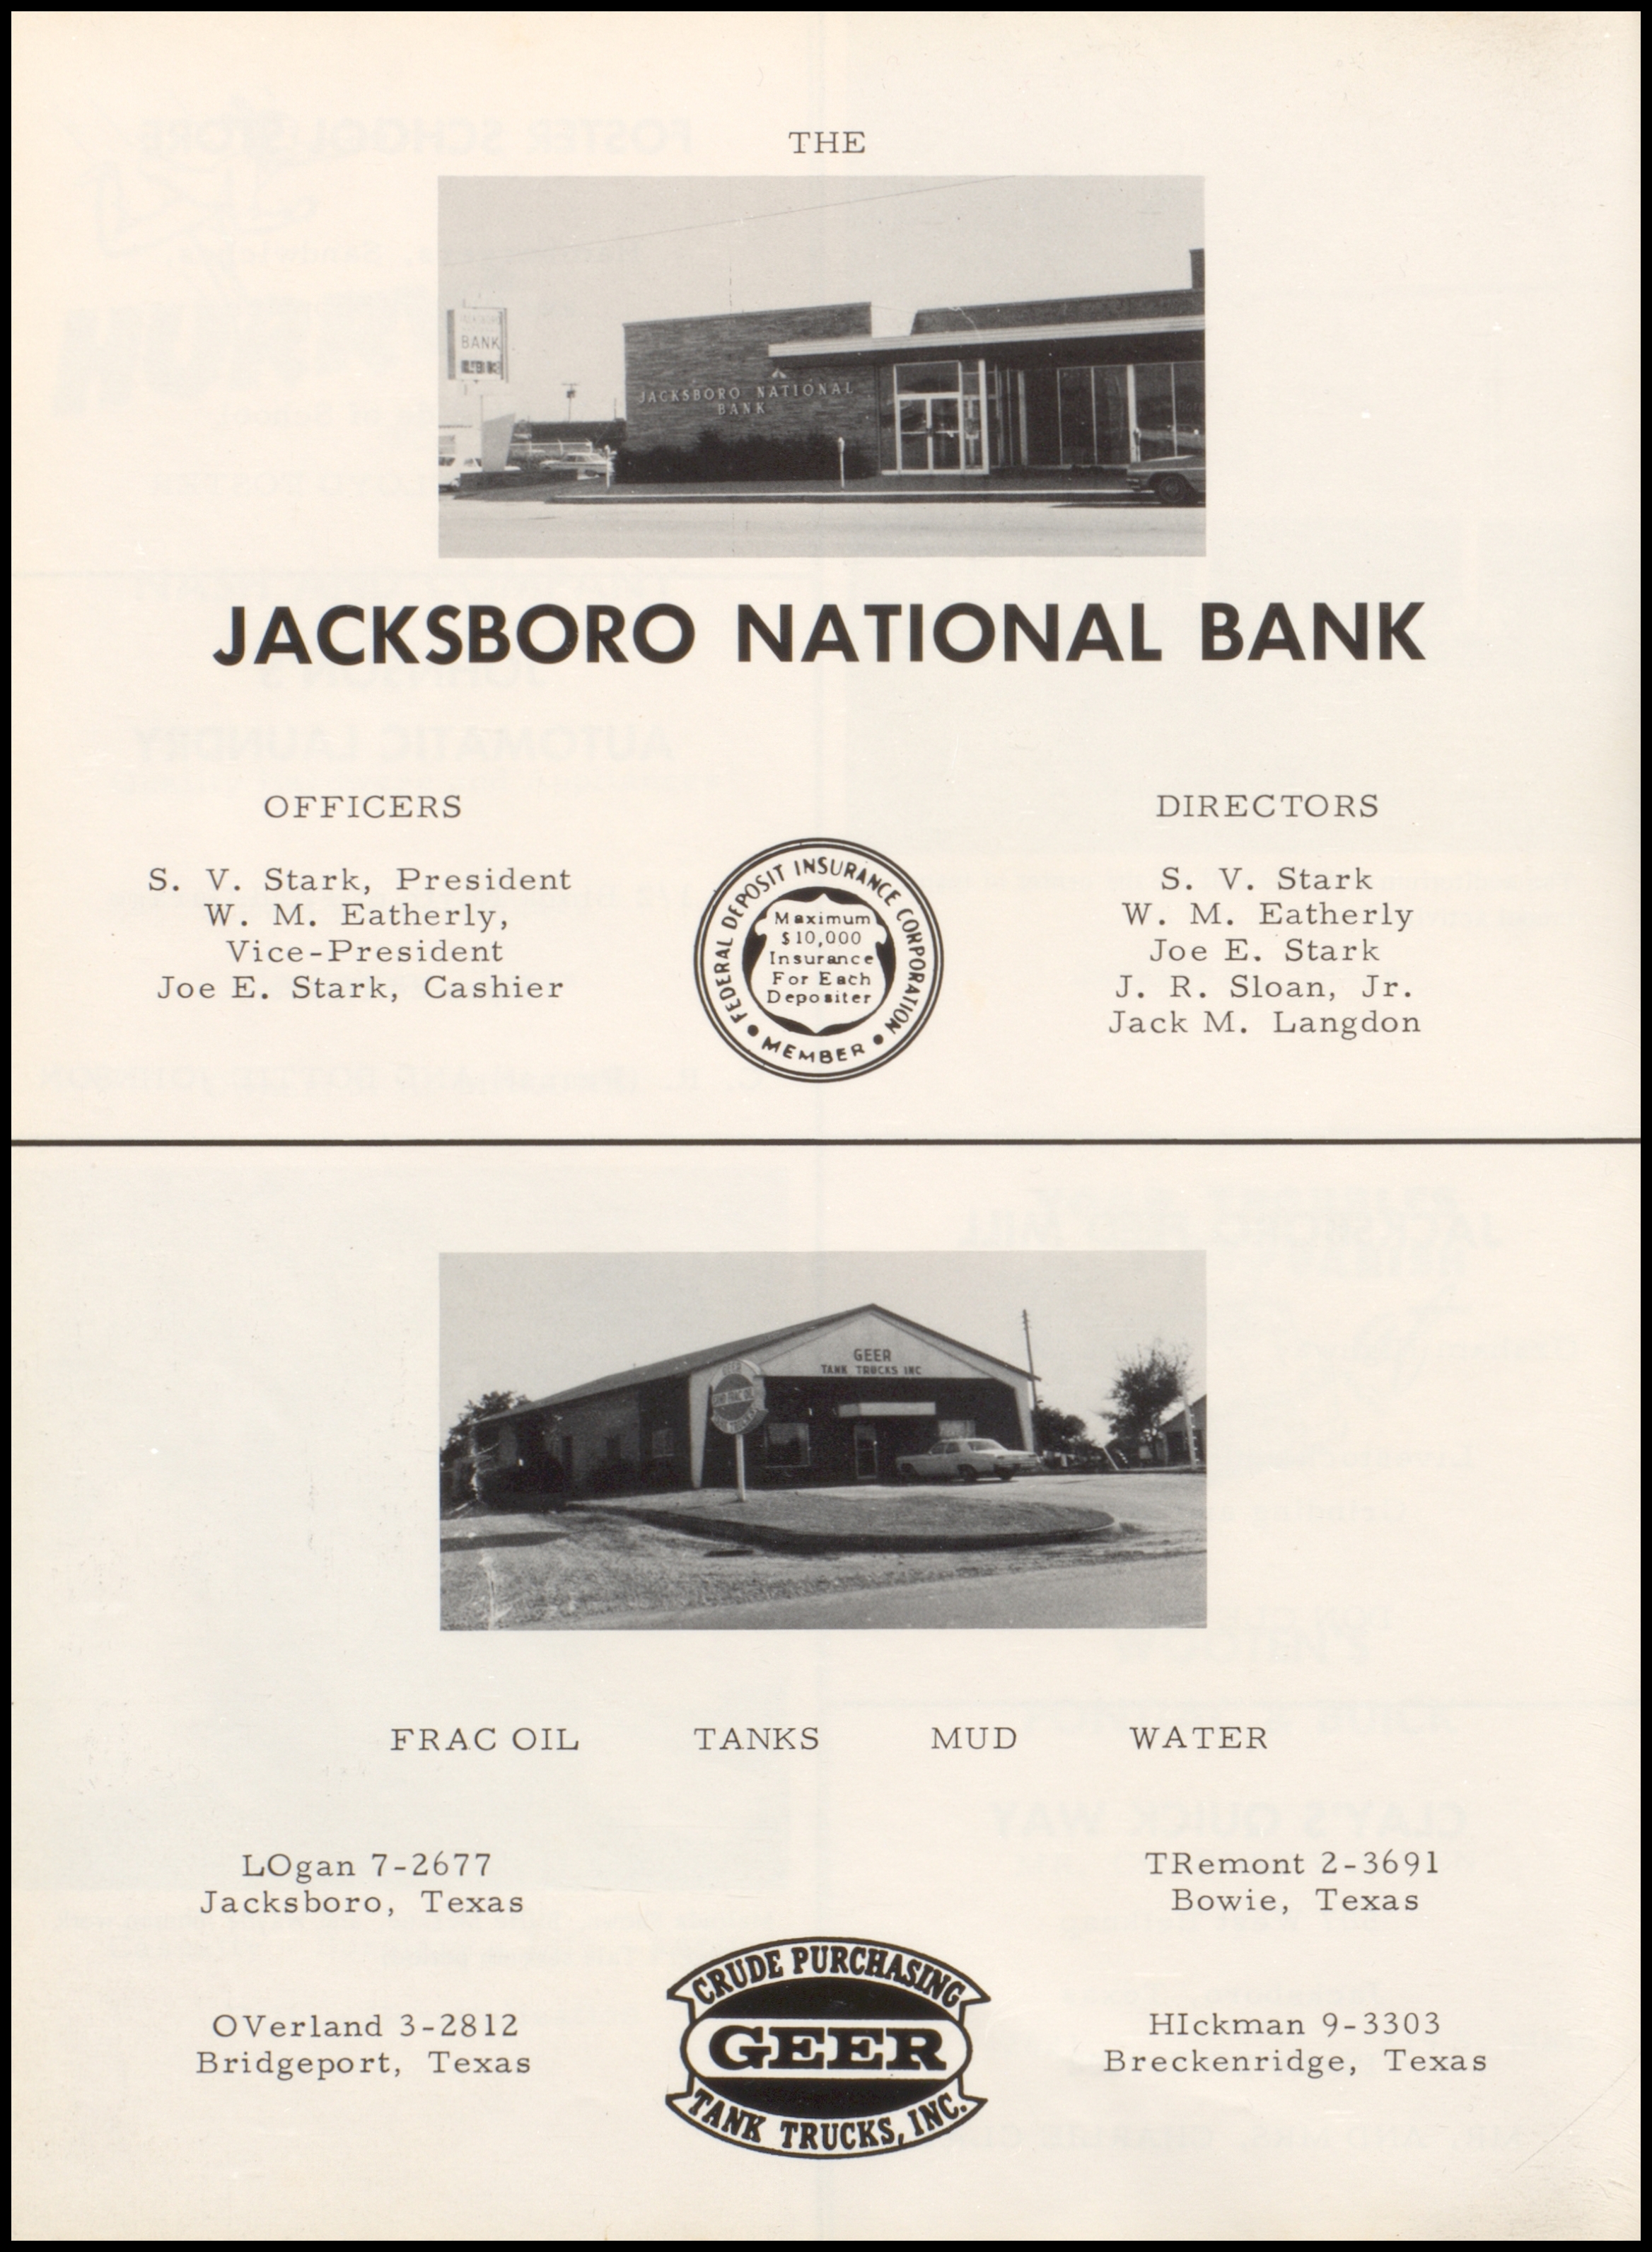 THE
BANK
JACKSBORO NATIONAL
BANK
JACKSBORO NATIONAL BANK
OFFICERS
S. V. Stark, President
W. M. Eatherly,
Vice-President
Joe E. Stark, Cashier
FEDERAL DEPOSIT INSURANCE CORPORATION
Maximum
$10,000
Insurance
For Each
Depositer
• MEMBER •
DIRECTORS
S. V. Stark
W. M. Eatherly
Joe E. Stark
J. R. Sloan, Jr.
Jack M. Langdon
GEER
TANK TRUCKS INC
GEER
FRAC OIL TANKS MUD WATER
LOgan 7-2677
Jacksboro, Texas
TRemont 2-3691
Bowie, Texas
OVerland 3-2812
Bridgeport, Texas
HIckman 9-3303
Breckenridge, Texas
CRUDE PURCHASING
GEER
TANK TRUCKS, INC.